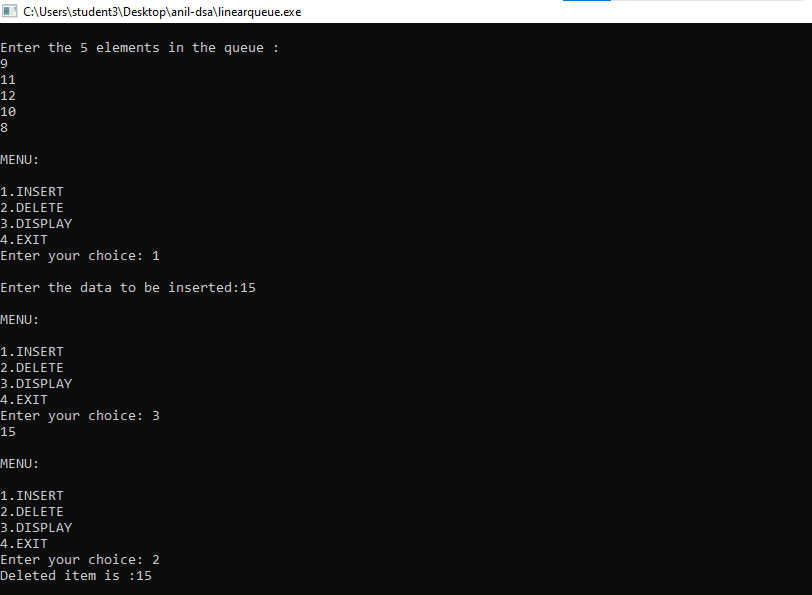 C:\Users\student3\Desktop\anil-dsa\linearqueue.exe
Enter the 5 elements in the queue :
9
11
12
10
8
MENU:
1.INSERT
2.DELETE
3.DISPLAY
4.EXIT
Enter your choice: 1
Enter the data to be inserted:15
MENU:
1.INSERT
2.DELETE
3.DISPLAY
4.EXIT
Enter your choice: 3
15
MENU:
1.INSERT
2.DELETE
3.DISPLAY
4.EXIT
Enter your choice: 2
Deleted item is :15